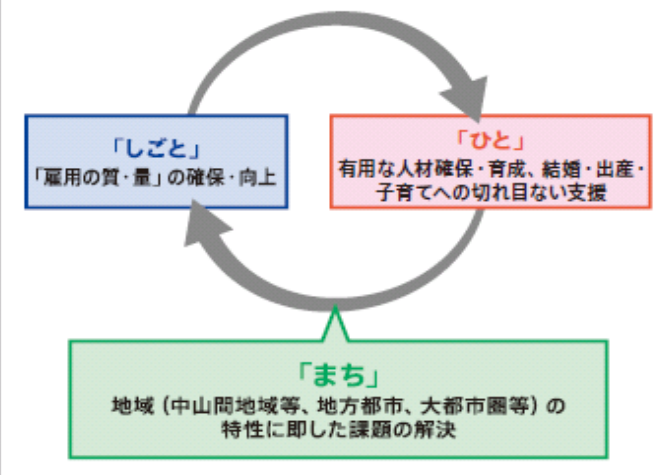 「しごと」
「雇用の質・量」の確保・向上
「ひと」
有用な人材確保・育成、結婚・出産・
子育てへの切れ目ない支援
「まち」
地域（中山間地域等、地方都市、大都市圏等）の
特性に即した課題の解決